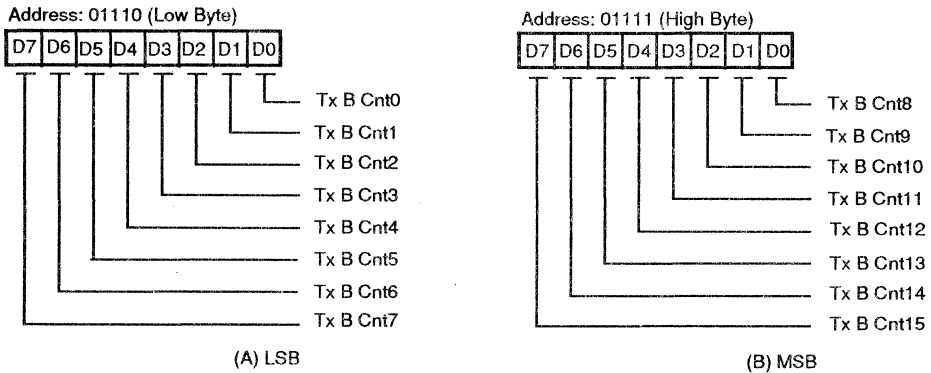 Address: 01110 (Low Byte)
D7 D6 D5 D4 D3 D2 D1 D0
Tx B Cnt0
Tx B Cnt1
Tx B Cnt2
Tx B Cnt3
Tx B Cnt4
Tx B Cnt5
Tx B Cnt6
Tx B Cnt7
(A) LSB
Address: 01111 (High Byte)
D7 D6 D5 D4 D3 D2 D1 D0
Tx B Cnt8
Tx B Cnt9
Tx B Cnt10
Tx B Cnt11
Tx B Cnt12
Tx B Cnt13
Tx B Cnt14
Tx B Cnt15
(B) MSB